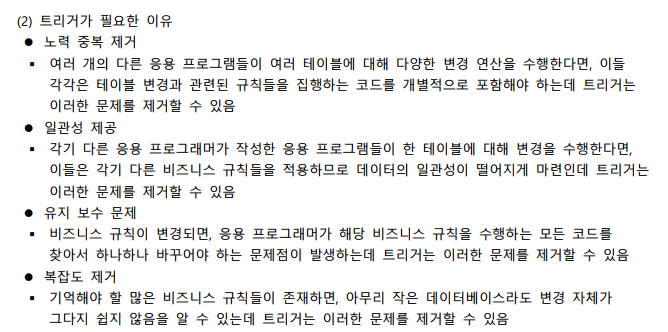 (2) 트리거가 필요한 이유
● 노력 중복 제거
▪ 여러 개의 다른 응용 프로그램들이 여러 테이블에 대해 다양한 변경 연산을 수행한다면, 이들
각각은 테이블 변경과 관련된 규칙들을 집행하는 코드를 개별적으로 포함해야 하는데 트리거는
이러한 문제를 제거할 수 있음
● 일관성 제공
▪ 각기 다른 응용 프로그래머가 작성한 응용 프로그램들이 한 테이블에 대해 변경을 수행한다면,
이들은 각기 다른 비즈니스 규칙들을 적용하므로 데이터의 일관성이 떨어지게 마련인데 트리거는
이러한 문제를 제거할 수 있음
● 유지 보수 문제
▪ 비즈니스 규칙이 변경되면, 응용 프로그래머가 해당 비즈니스 규칙을 수행하는 모든 코드를
찾아서 하나하나 바꾸어야 하는 문제점이 발생하는데 트리거는 이러한 문제를 제거할 수 있음
● 복잡도 제거
▪ 기억해야 할 많은 비즈니스 규칙들이 존재하면, 아무리 작은 데이터베이스라도 변경 자체가
그다지 쉽지 않음을 알 수 있는데 트리거는 이러한 문제를 제거할 수 있음